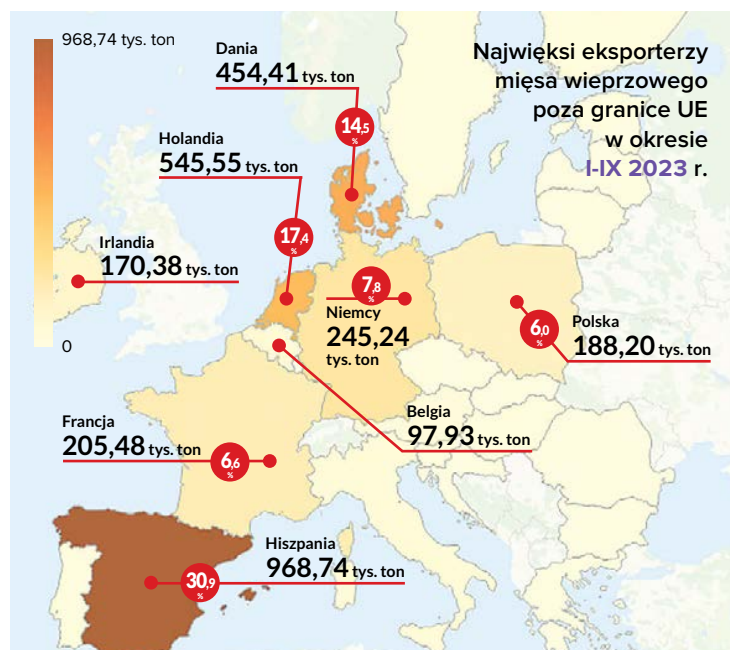 968,74 tys. ton
0
Największi eksporterzy
mięsa wieprzowego
poza granice UE
w okresie
I-IX 2023 r.
Dania
454,41 tys. ton
14,5
%
Holandia
545,55 tys. ton
17,4
%
Irlandia
170,38 tys. ton
7,8
%
Niemcy
245,24
tys. ton
Polska
188,20 tys. ton
6,0
%
Belgia
97,93 tys. ton
Francja
205,48 tys. ton
6,6
%
Hiszpania
968,74 tys. ton
30,9
%